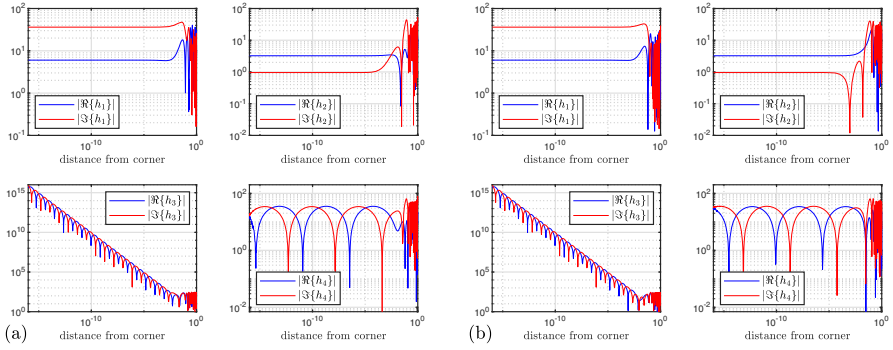 10^2
10^1
10^0
10^-1
|ℜ{h_1}|
|ℑ{h_1}|
10^-10
10^0
distance from corner
10^2
10^1
10^0
10^-1
10^-2
|ℜ{h_2}|
|ℑ{h_2}|
10^-10
10^0
distance from corner
10^2
10^1
10^0
10^-1
|ℜ{h_1}|
|ℑ{h_1}|
10^-10
10^0
distance from corner
10^2
10^1
10^0
10^-1
10^-2
|ℜ{h_2}|
|ℑ{h_2}|
10^-10
10^0
distance from corner
10^15
10^10
10^5
10^0
|ℜ{h_3}|
|ℑ{h_3}|
10^-10
10^0
distance from corner
(a)
10^2
10^0
10^-2
|ℜ{h_4}|
|ℑ{h_4}|
10^-10
10^0
distance from corner
10^15
10^10
10^5
10^0
|ℜ{h_3}|
|ℑ{h_3}|
10^-10
10^0
distance from corner
(b)
10^2
10^0
10^-2
|ℜ{h_4}|
|ℑ{h_4}|
10^-10
10^0
distance from corner